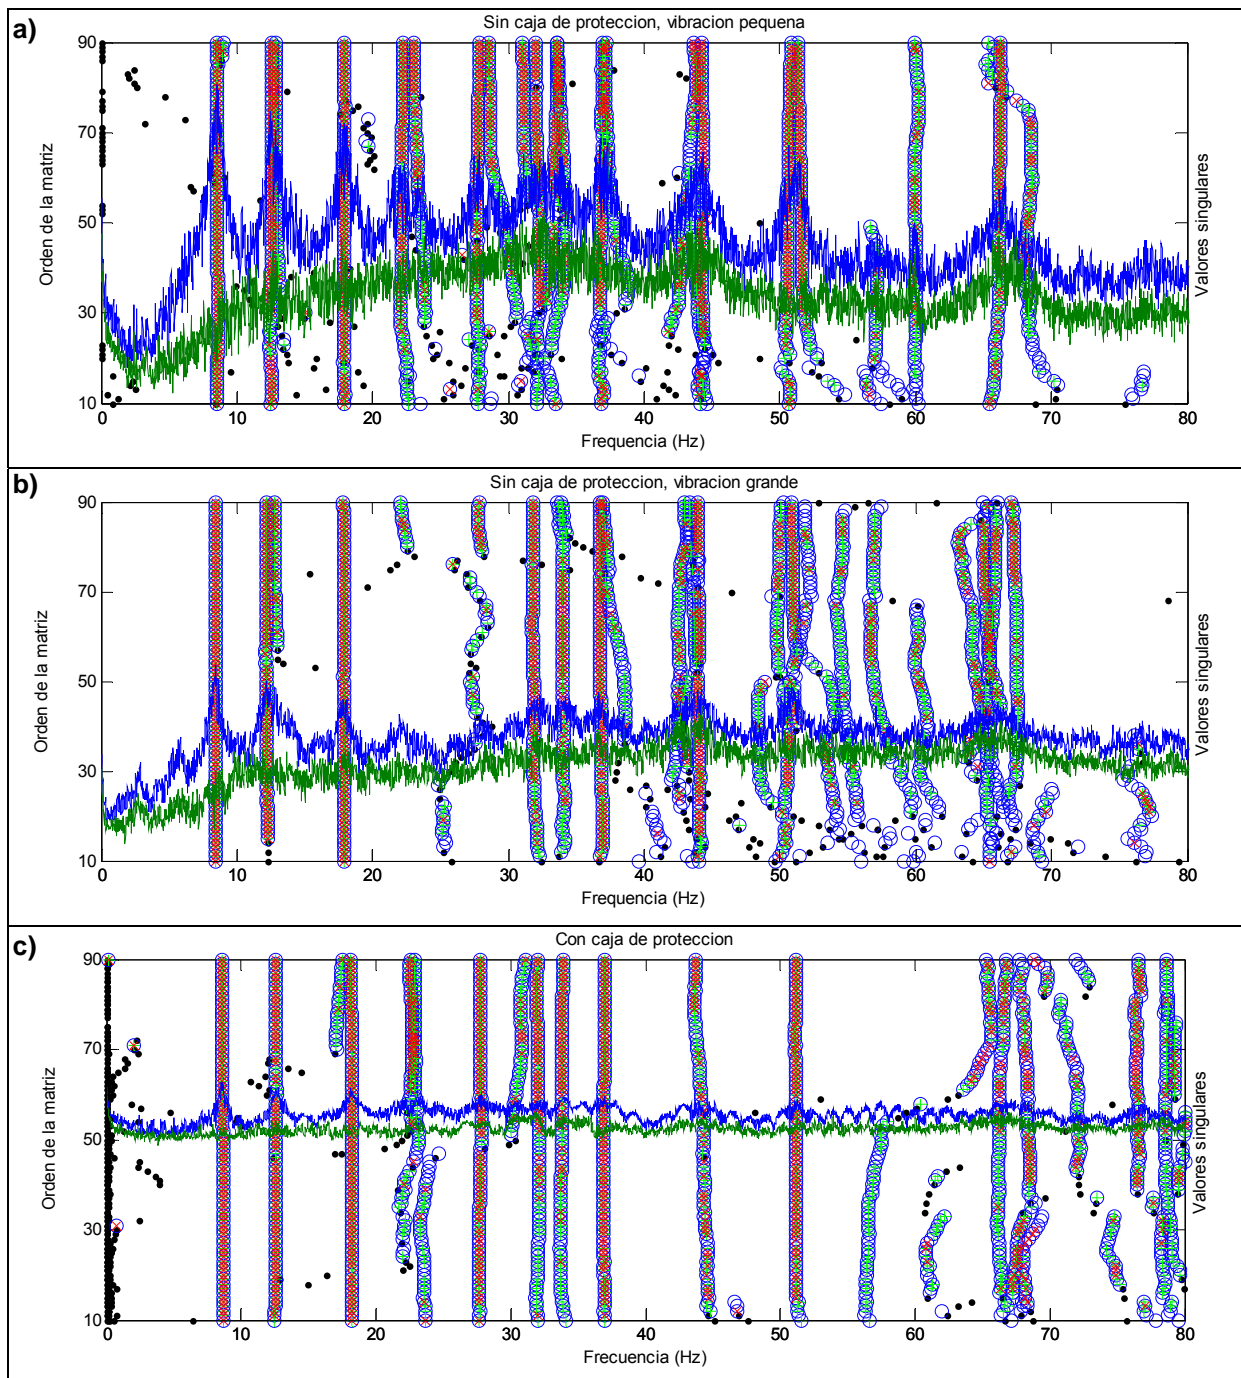 a)
Sin caja de proteccion, vibracion pequena
90
70
50
30
10
Orden de la matriz
Valores singulares
0 10 20 30 40 50 60 70 80
Frequencia (Hz)
b)
Sin caja de proteccion, vibracion grande
90
70
50
30
10
Orden de la matriz
Valores singulares
0 10 20 30 40 50 60 70 80
Frequencia (Hz)
c)
Con caja de proteccion
90
70
50
30
10
Orden de la matriz
Valores singulares
0 10 20 30 40 50 60 70 80
Frecuencia (Hz)